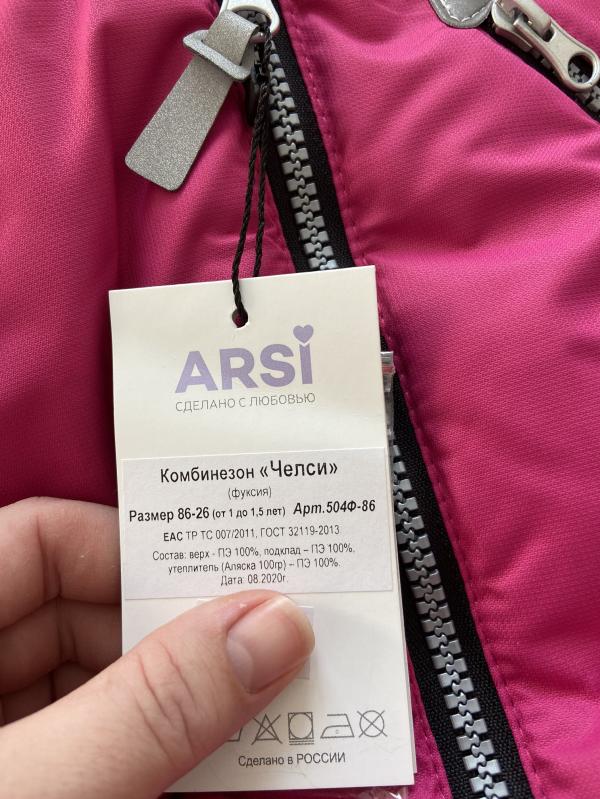 ARSI
СДЕЛАНО С ЛЮБОВЬЮ
Комбинезон «Челси»
(фуксия)
Размер 86-26 (от 1 до 1,5 лет) Арт.504Ф-86
ЕАС ТР ТС 007/2011, ГОСТ 32119-2013
Состав: верх - ПЭ 100%, подклад – ПЭ 100%,
утеплитель (Аляска 100гр) – ПЭ 100%.
Дата: 08.2020г.
Сделано в РОССИИ